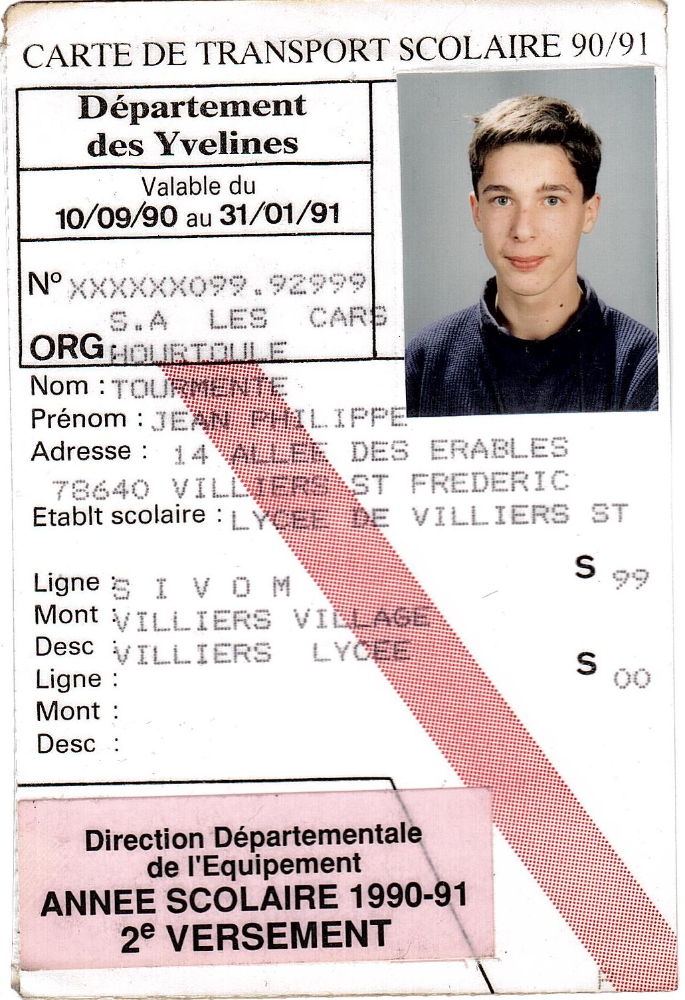 CARTE DE TRANSPORT SCOLAIRE 90/91
Département
des Yvelines
Valable du
10/09/90 au 31/01/91
N° XXXXXX099.92999
S.A LES CARS
ORG: HOURTOULE
Nom : TOURMENTE
Prénom : JEAN PHILIPPE
Adresse : 14 ALLEE DES ERABLES
78640 VILLIERS ST FREDERIC
Etablt scolaire : LYCEE DE VILLIERS ST
S 99
Ligne : S I V O M
Mont : VILLIERS VILLAGE
Desc : VILLIERS LYCEE
S 00
Ligne :
Mont :
Desc :
Direction Départementale
de l'Equipement
ANNEE SCOLAIRE 1990-91
2e VERSEMENT